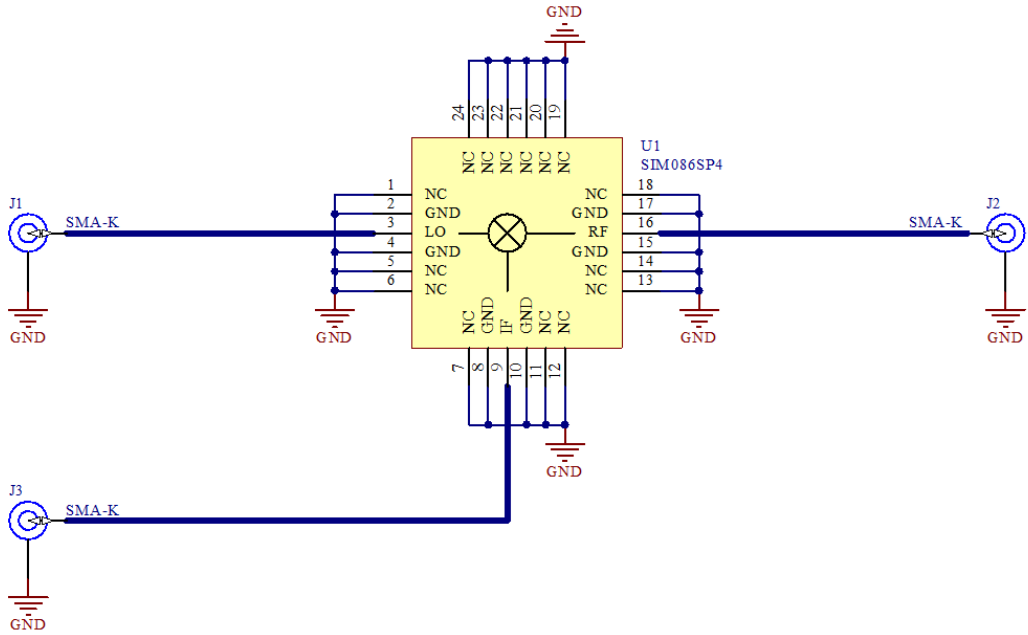 GND
24
23
22
21
20
19
NC
NC
NC
NC
NC
NC
U1
SIM086SP4
1
NC
NC
18
2
GND
GND
17
J1
SMA-K
3
LO
RF
16
SMA-K
J2
4
GND
GND
15
5
NC
NC
14
6
NC
NC
13
NC
GND
IF
GND
NC
NC
7
8
9
10
11
12
GND
GND
GND
GND
GND
J3
SMA-K
GND